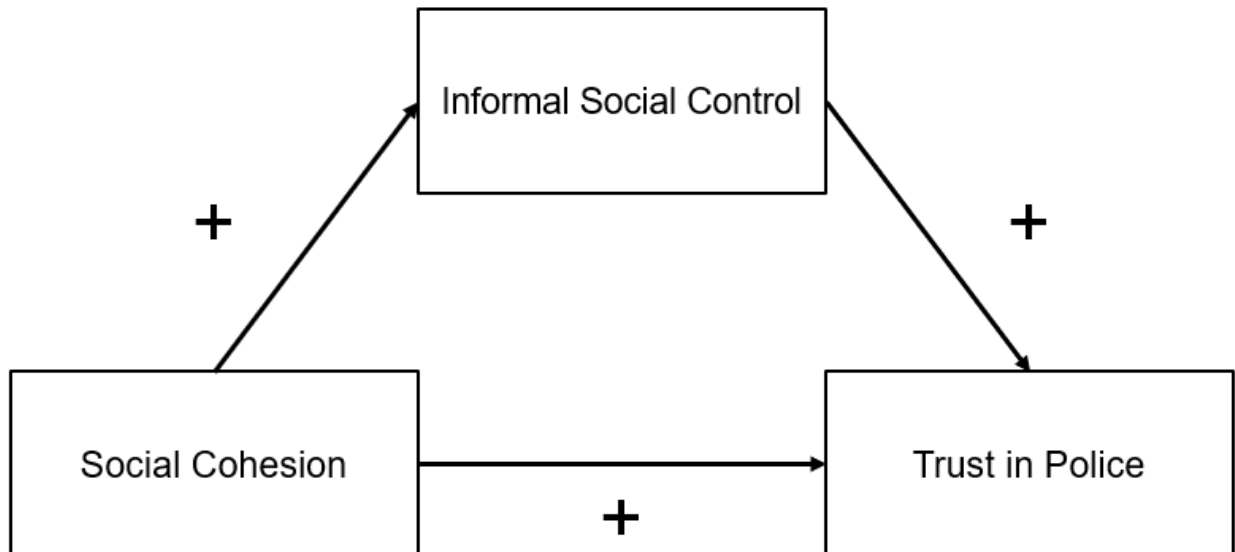 Informal Social Control
+
+
Social Cohesion
Trust in Police
+